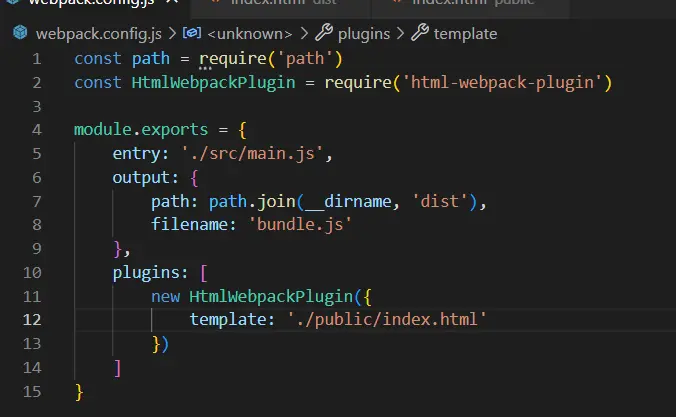 webpack.config.js index.html dist index.html public
webpack.config.js > <unknown> > plugins > template
1 const path = require('path')
2 const HtmlWebpackPlugin = require('html-webpack-plugin')
3
4 module.exports = {
5 entry: './src/main.js',
6 output: {
7 path: path.join(__dirname, 'dist'),
8 filename: 'bundle.js'
9 },
10 plugins: [
11 new HtmlWebpackPlugin({
12 template: './public/index.html'
13 })
14 ]
15 }